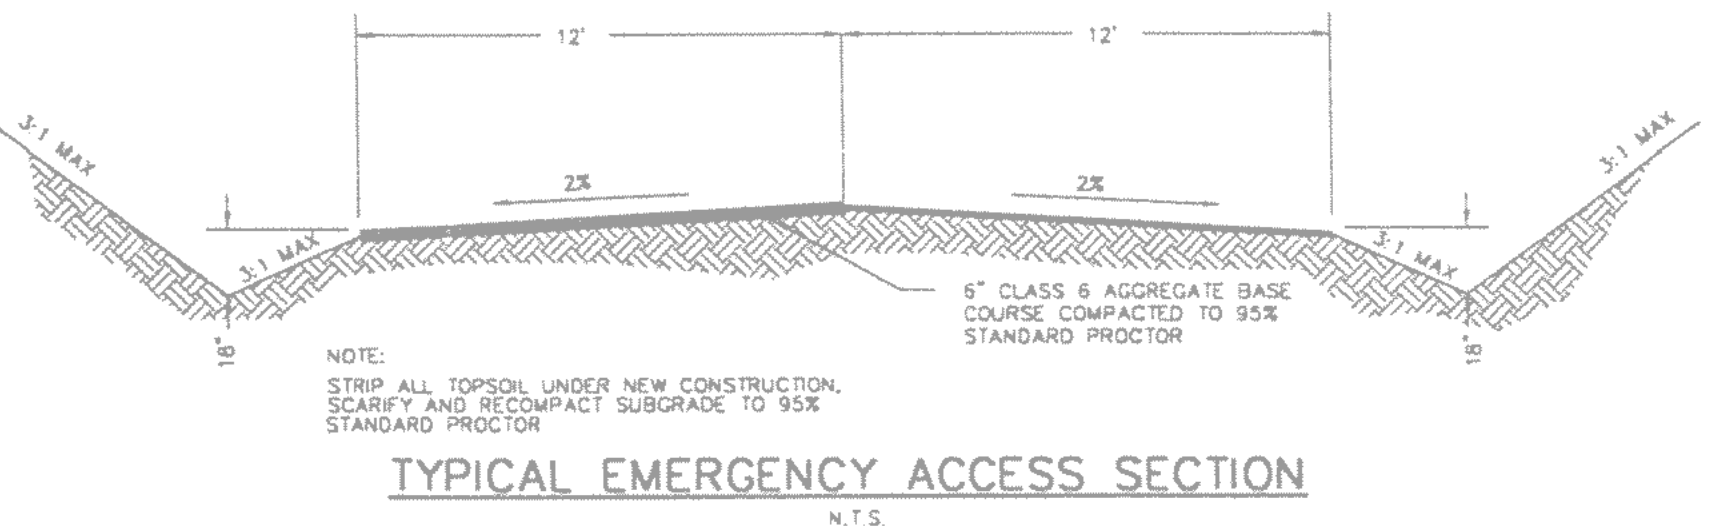 12'
12'
3:1 MAX
3:1 MAX
2%
2%
3:1 MAX
3:1 MAX
6" CLASS 6 AGGREGATE BASE
COURSE COMPACTED TO 95%
STANDARD PROCTOR
18"
18"
NOTE:
STRIP ALL TOPSOIL UNDER NEW CONSTRUCTION,
SCARIFY AND RECOMPACT SUBGRADE TO 95%
STANDARD PROCTOR
TYPICAL EMERGENCY ACCESS SECTION
N.T.S.